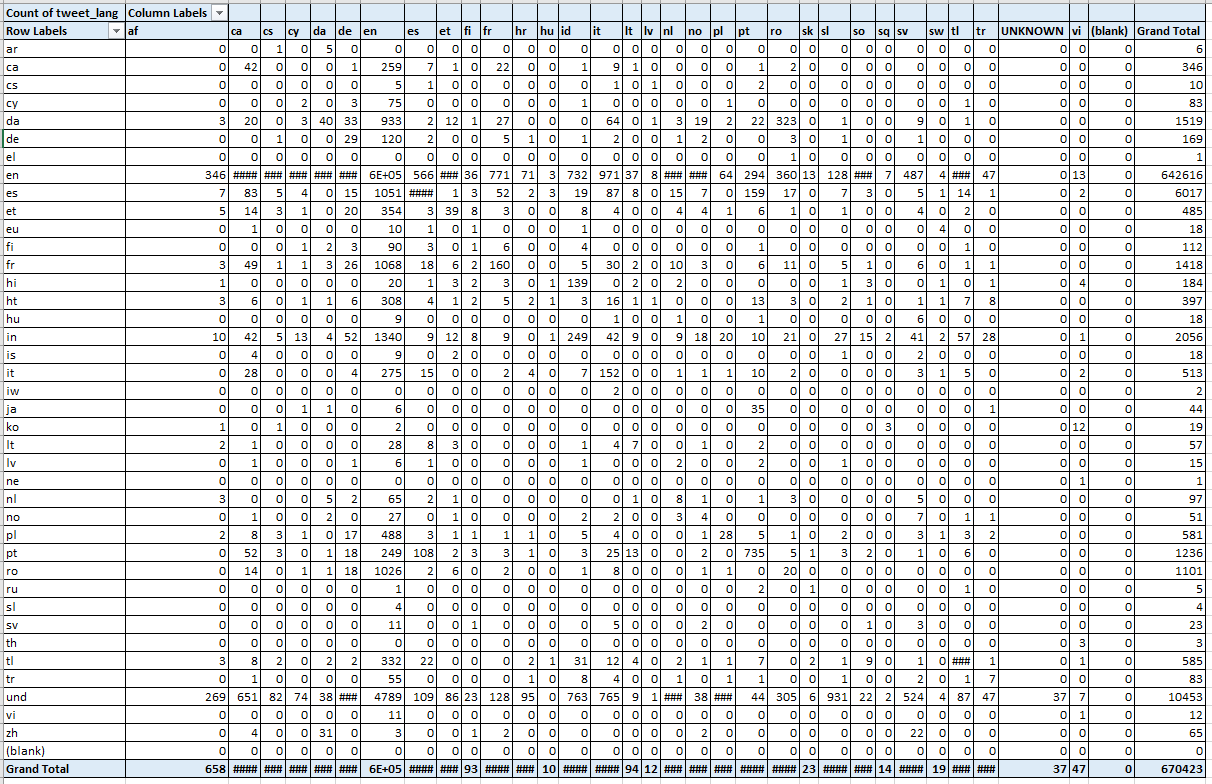 Count of tweet_lang Column Labels
Row Labels af ca cs cy da de en es et fi fr hr hu id it lt lv nl no pl pt ro sk sl so sq sv sw tl tr UNKNOWN vi (blank) Grand Total
ar 0 0 1 0 5 0 0 0 0 0 0 0 0 0 0 0 0 0 0 0 0 0 0 0 0 0 0 0 0 0 0 0 0 6
ca 0 42 0 0 0 1 259 7 1 0 22 0 0 1 9 1 0 0 0 0 1 2 0 0 0 0 0 0 0 0 0 0 0 346
cs 0 0 0 0 0 0 5 1 0 0 0 0 0 0 1 0 1 0 0 0 2 0 0 0 0 0 0 0 0 0 0 0 0 10
cy 0 0 0 2 0 3 75 0 0 0 0 0 0 1 0 0 0 0 0 1 0 0 0 0 0 0 0 0 1 0 0 0 0 83
da 3 20 0 3 40 33 933 2 12 1 27 0 0 0 64 0 1 3 19 2 22 323 0 1 0 0 9 0 1 0 0 0 0 1519
de 0 0 1 0 0 29 120 2 0 0 5 1 0 1 2 0 0 1 2 0 0 3 0 1 0 0 1 0 0 0 0 0 0 169
el 0 0 0 0 0 0 0 0 0 0 0 0 0 0 0 0 0 0 0 0 0 1 0 0 0 0 0 0 0 0 0 0 0 1
en 346 #### ### ### ### ### 6E+05 566 ### 36 771 71 3 732 971 37 8 ### ### 64 294 360 13 128 ### 7 487 4 ### 47 0 13 0 642616
es 7 83 5 4 0 15 1051 #### 1 3 52 2 3 19 87 8 0 15 7 0 159 17 0 7 3 0 5 1 14 1 0 2 0 6017
et 5 14 3 1 0 20 354 3 39 8 3 0 0 8 4 0 0 4 4 1 6 1 0 1 0 0 4 0 2 0 0 0 0 485
eu 0 1 0 0 0 0 10 1 0 1 0 0 0 1 0 0 0 0 0 0 0 0 0 0 0 0 0 4 0 0 0 0 0 18
fi 0 0 0 1 2 3 90 3 0 1 6 0 0 4 0 0 0 0 0 0 1 0 0 0 0 0 0 0 1 0 0 0 0 112
fr 3 49 1 1 3 26 1068 18 6 2 160 0 0 5 30 2 0 10 3 0 6 11 0 5 1 0 6 0 1 1 0 0 0 1418
hi 1 0 0 0 0 0 20 1 3 2 3 0 1 139 0 2 0 2 0 0 0 0 0 1 3 0 0 1 0 1 0 4 0 184
ht 3 6 0 1 1 6 308 4 1 2 5 2 1 3 16 1 1 0 0 0 13 3 0 2 1 0 1 1 7 8 0 0 0 397
hu 0 0 0 0 0 0 9 0 0 0 0 0 0 0 1 0 0 1 0 0 1 0 0 0 0 0 6 0 0 0 0 0 0 18
in 10 42 5 13 4 52 1340 9 12 8 9 0 1 249 42 9 0 9 18 20 10 21 0 27 15 2 41 2 57 28 0 1 0 2056
is 0 4 0 0 0 0 9 0 2 0 0 0 0 0 0 0 0 0 0 0 0 0 0 1 0 0 2 0 0 0 0 0 0 18
it 0 28 0 0 0 4 275 15 0 0 2 4 0 7 152 0 0 1 1 1 10 2 0 0 0 0 3 1 5 0 0 2 0 513
iw 0 0 0 0 0 0 0 0 0 0 0 0 0 0 2 0 0 0 0 0 0 0 0 0 0 0 0 0 0 0 0 0 0 2
ja 0 0 0 1 1 0 6 0 0 0 0 0 0 0 0 0 0 0 0 0 35 0 0 0 0 0 0 0 0 1 0 0 0 44
ko 1 0 1 0 0 0 2 0 0 0 0 0 0 0 0 0 0 0 0 0 0 0 0 0 0 3 0 0 0 0 0 12 0 19
lt 2 1 0 0 0 0 28 8 3 0 0 0 0 1 4 7 0 0 1 0 2 0 0 0 0 0 0 0 0 0 0 0 0 57
lv 0 1 0 0 0 1 6 1 0 0 0 0 0 1 0 0 0 2 0 0 2 0 0 1 0 0 0 0 0 0 0 0 0 15
ne 0 0 0 0 0 0 0 0 0 0 0 0 0 0 0 0 0 0 0 0 0 0 0 0 0 0 0 0 0 0 0 1 0 1
nl 3 0 0 0 5 2 65 2 1 0 0 0 0 0 0 1 0 8 1 0 1 3 0 0 0 0 5 0 0 0 0 0 0 97
no 0 1 0 0 2 0 27 0 1 0 0 0 0 2 2 0 0 3 4 0 0 0 0 0 0 0 7 0 1 1 0 0 0 51
pl 2 8 3 1 0 17 488 3 1 1 1 1 0 5 4 0 0 0 1 28 5 1 0 2 0 0 3 1 3 2 0 0 0 581
pt 0 52 3 0 1 18 249 108 2 3 3 1 0 3 25 13 0 0 2 0 735 5 1 3 2 0 1 0 6 0 0 0 0 1236
ro 0 14 0 1 1 18 1026 2 6 0 2 0 0 1 8 0 0 0 1 1 0 20 0 0 0 0 0 0 0 0 0 0 0 1101
ru 0 0 0 0 0 0 1 0 0 0 0 0 0 0 0 0 0 0 0 0 2 0 1 0 0 0 0 0 1 0 0 0 0 5
sl 0 0 0 0 0 0 4 0 0 0 0 0 0 0 0 0 0 0 0 0 0 0 0 0 0 0 0 0 0 0 0 0 0 4
sv 0 0 0 0 0 0 11 0 0 1 0 0 0 0 5 0 0 0 2 0 0 0 0 0 1 0 3 0 0 0 0 0 0 23
th 0 0 0 0 0 0 0 0 0 0 0 0 0 0 0 0 0 0 0 0 0 0 0 0 0 0 0 0 0 0 0 3 0 3
tl 3 8 2 0 2 2 332 22 0 0 0 2 1 31 12 4 0 2 1 1 7 0 2 1 9 0 1 0 ### 1 0 1 0 585
tr 0 1 0 0 0 0 55 0 0 0 0 1 0 8 4 0 0 1 0 1 1 0 0 1 0 0 2 0 1 7 0 0 0 83
und 269 651 82 74 38 ### 4789 109 86 23 128 95 0 763 765 9 1 ### 38 ### 44 305 6 931 22 2 524 4 87 47 37 7 0 10453
vi 0 0 0 0 0 0 11 0 0 0 0 0 0 0 0 0 0 0 0 0 0 0 0 0 0 0 0 0 0 0 0 1 0 12
zh 0 4 0 0 31 0 3 0 0 1 2 0 0 0 0 0 0 0 2 0 0 0 0 0 0 0 22 0 0 0 0 0 0 65
(blank) 0 0 0 0 0 0 0 0 0 0 0 0 0 0 0 0 0 0 0 0 0 0 0 0 0 0 0 0 0 0 0 0 0 0
Grand Total 658 #### ### ### ### ### 6E+05 #### ### 93 #### ### 10 #### #### 94 12 ### ### ### #### #### 23 #### ### 14 #### 19 ### ### 37 47 0 670423